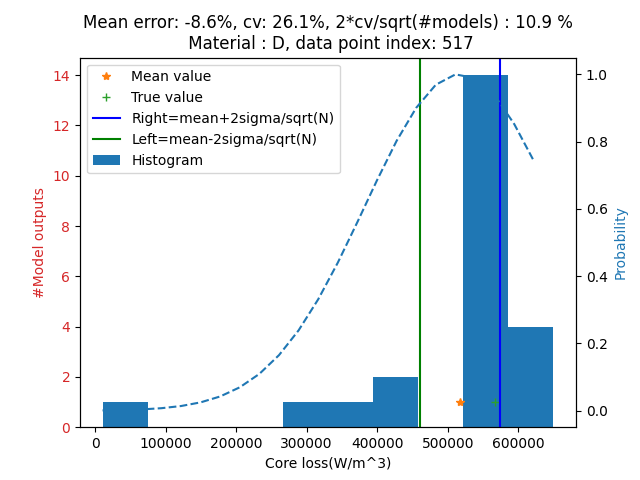 Mean error: -8.6%, cv: 26.1%, 2*cv/sqrt(#models) : 10.9 %
Material : D, data point index: 517
Mean value
True value
Right=mean+2sigma/sqrt(N)
Left=mean-2sigma/sqrt(N)
Histogram
#Model outputs
14
12
10
8
6
4
2
0
Probability
1.0
0.8
0.6
0.4
0.2
0.0
0 100000 200000 300000 400000 500000 600000
Core loss(W/m^3)